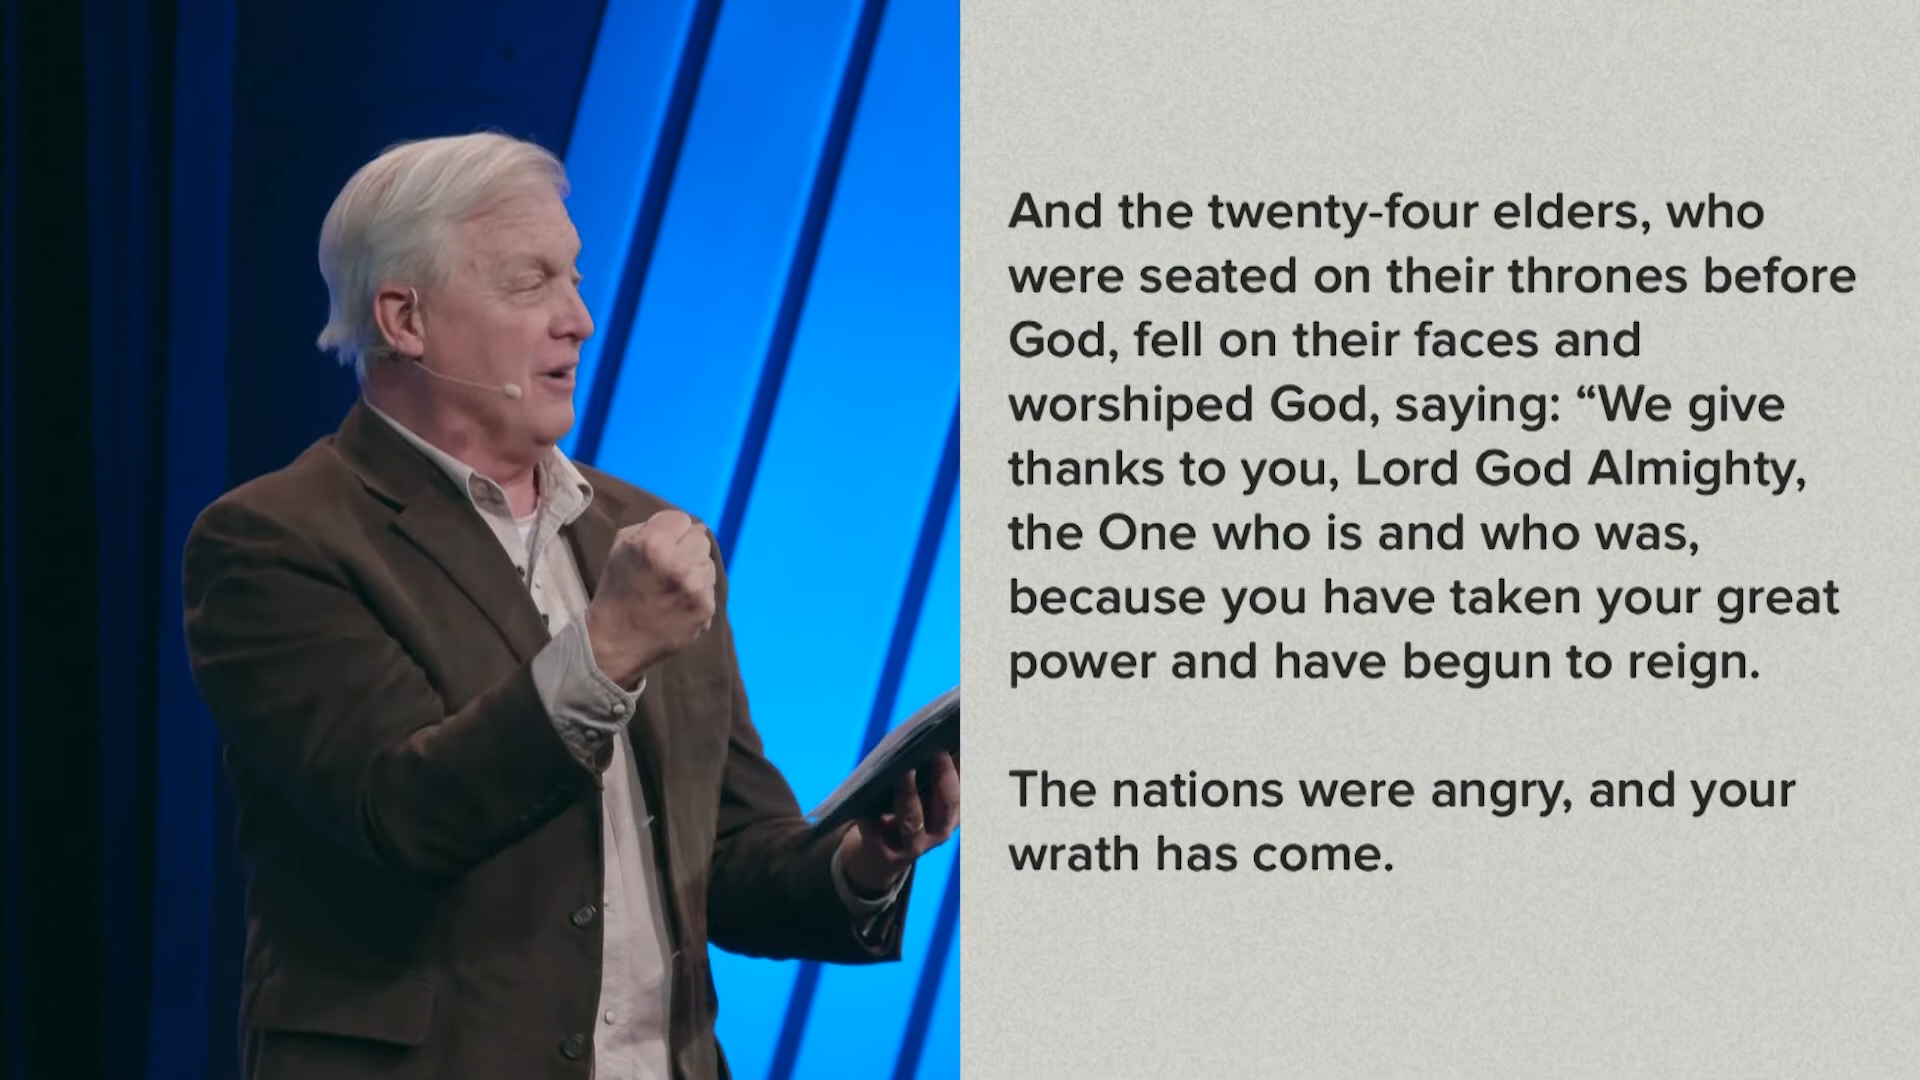 And the twenty-four elders, who
were seated on their thrones before
God, fell on their faces and
worshiped God, saying: “We give
thanks to you, Lord God Almighty,
the One who is and who was,
because you have taken your great
power and have begun to reign.
The nations were angry, and your
wrath has come.